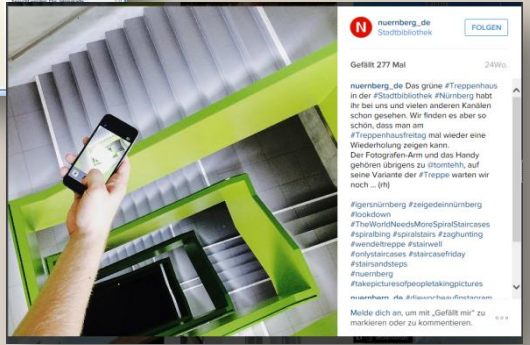 nuernberg_de
Stadtbibliothek
FOLGEN
Gefällt 277 Mal
24Wo.
nuernberg_de Das grüne #Treppenhaus
in der #Stadtbibliothek #Nürnberg habt
ihr bei uns und vielen anderen Kanälen
schon gesehen. Wir finden es aber so
schön, dass man am
#Treppenhausfreitag mal wieder eine
Wiederholung zeigen kann.
Der Fotografen-Arm und das Handy
gehören übrigens zu @tomtehh, auf
seine Variante der #Treppe warten wir
noch ... (rh)
#igersnürnberg #zeigedeinnürnberg
#lookdown
#TheWorldNeedsMoreSpiralStaircases
#spiralbing #spiralstairs #zaghunting
#wendeltreppe #stairwell
#onlystaircases #staircasefriday
#stairsandsteps
#nuernberg
#takepicturesofpeopletakingpictures
nuernberg_de #diewocheaufinstagram
Melde dich an, um mit „Gefällt mir" zu
markieren oder zu kommentieren.